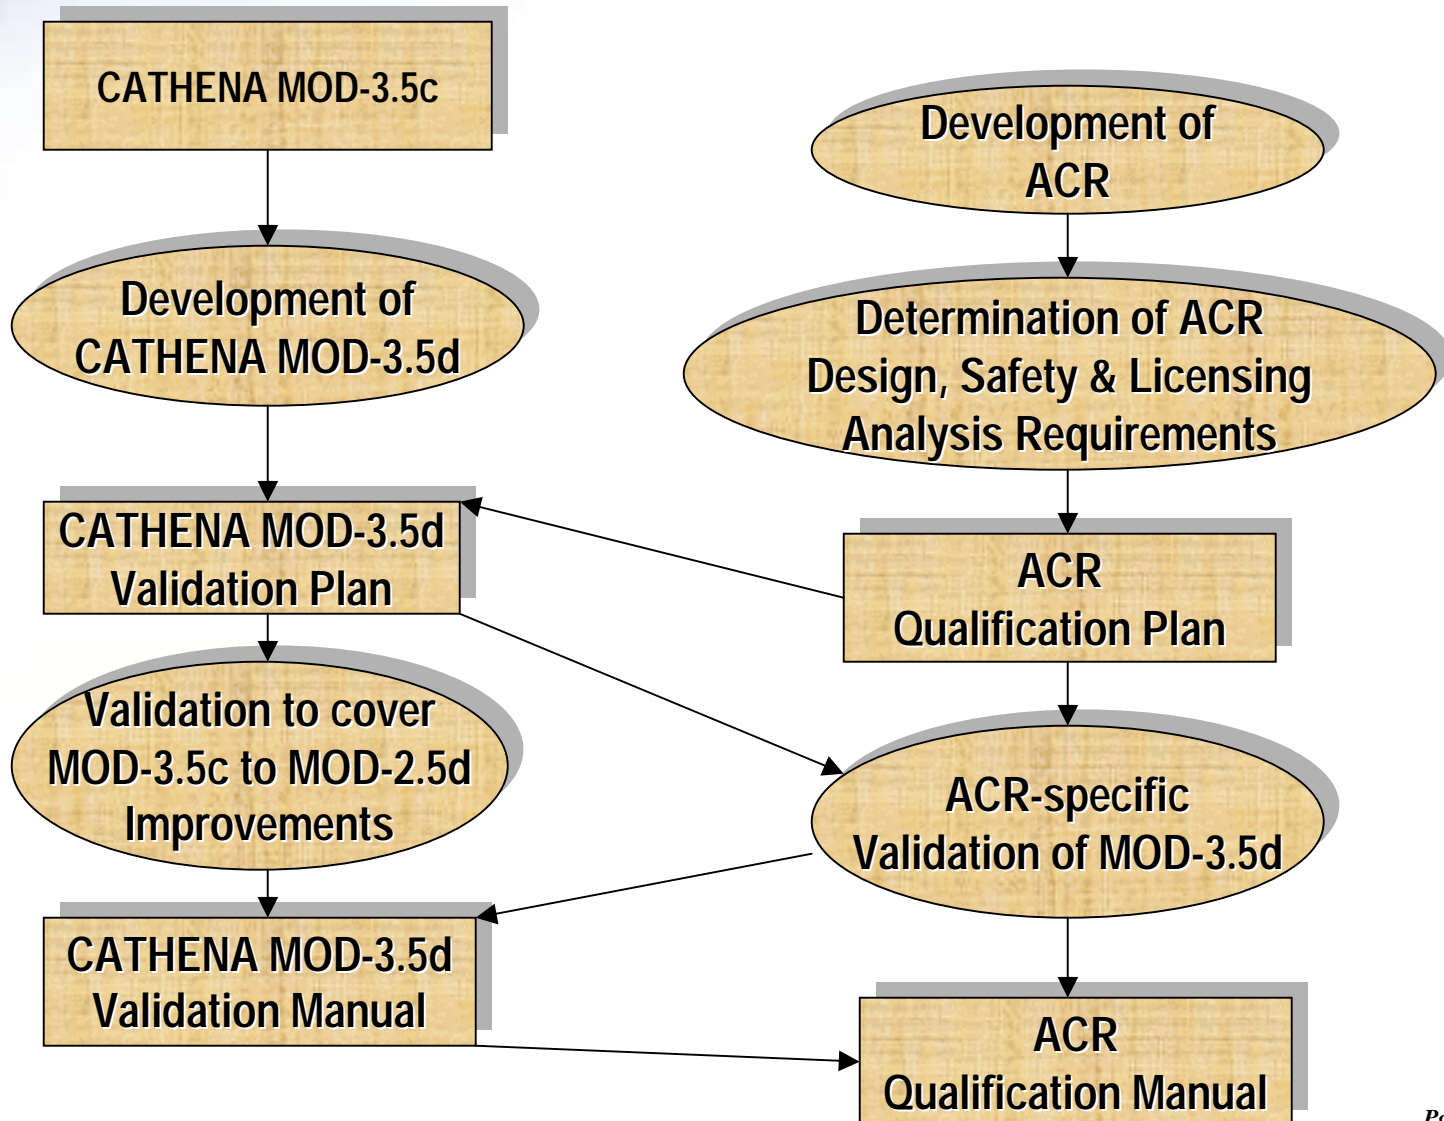 CATHENA MOD-3.5c
Development of
CATHENA MOD-3.5d
CATHENA MOD-3.5d
Validation Plan
Validation to cover
MOD-3.5c to MOD-2.5d
Improvements
CATHENA MOD-3.5d
Validation Manual
Development of
ACR
Determination of ACR
Design, Safety & Licensing
Analysis Requirements
ACR
Qualification Plan
ACR-specific
Validation of MOD-3.5d
ACR
Qualification Manual